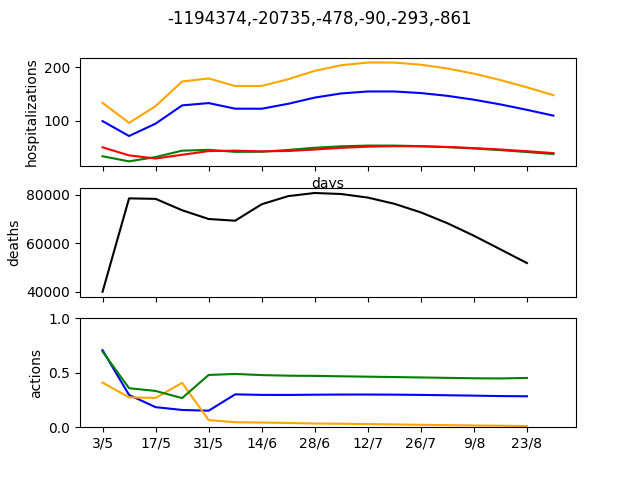 -1194374,-20735,-478,-90,-293,-861
hospitalizations
200
100
days
deaths
80000
60000
40000
actions
1.0
0.5
0.0
3/5 17/5 31/5 14/6 28/6 12/7 26/7 9/8 23/8